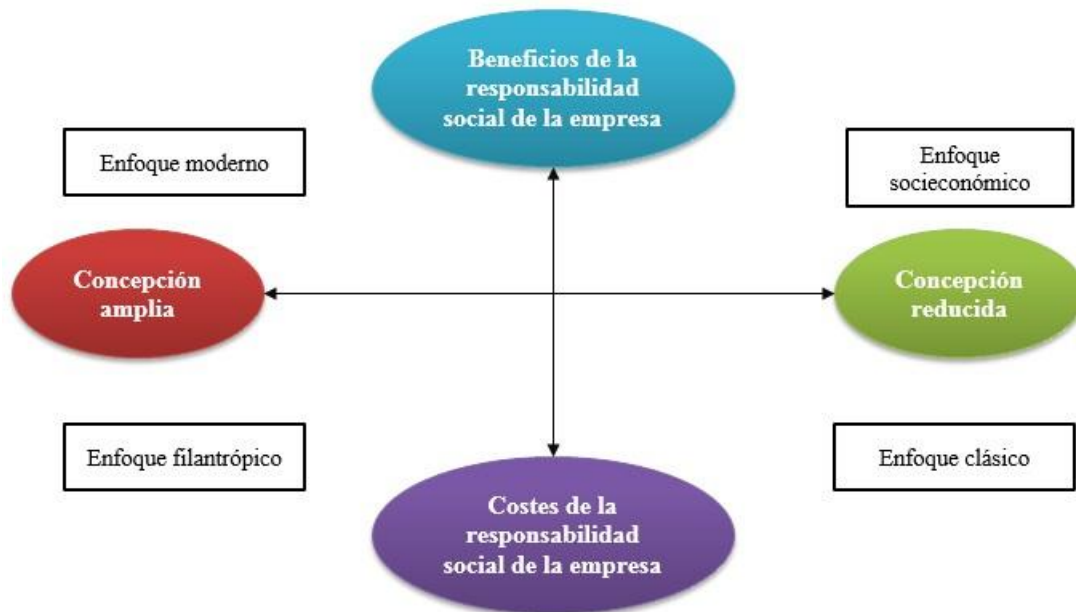 Beneficios de la
responsabilidad
social de la empresa
Enfoque moderno
Enfoque
socieconómico
Concepción
amplia
Concepción
reducida
Enfoque filantrópico
Enfoque clásico
Costes de la
responsabilidad
social de la empresa